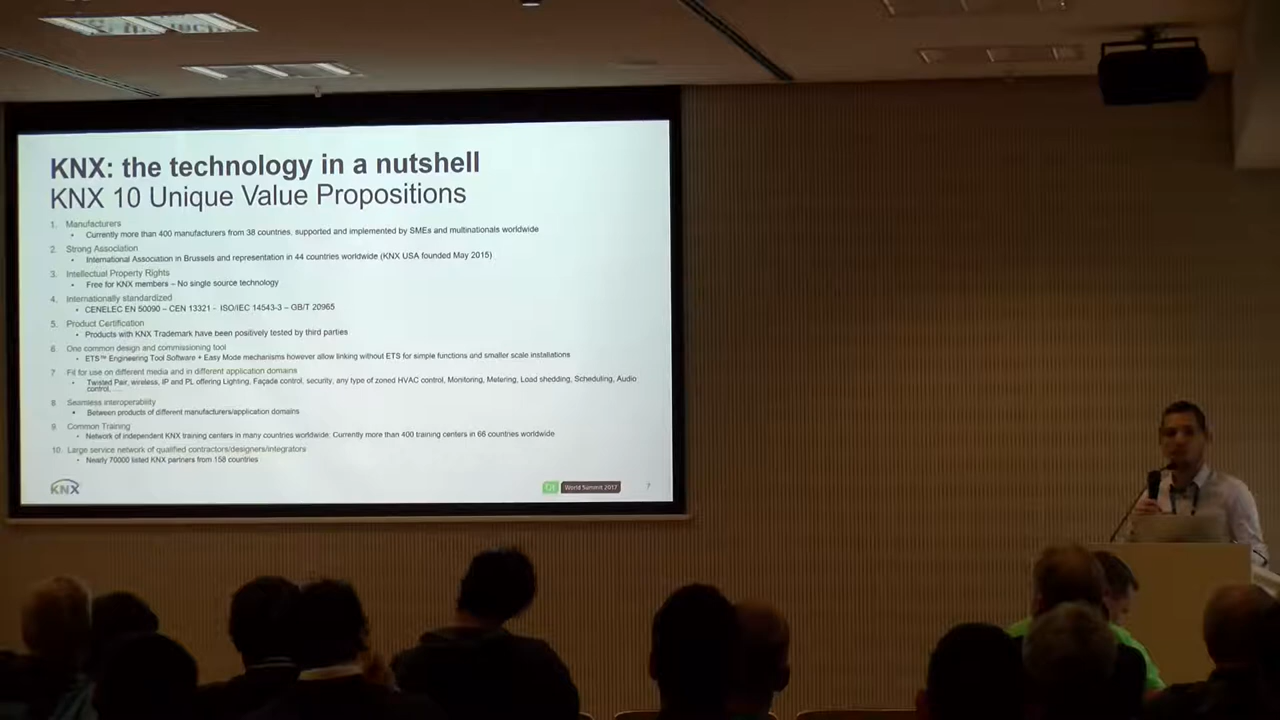 KNX: the technology in a nutshell
KNX 10 Unique Value Propositions
1. Manufacturers
• Currently more than 400 manufacturers from 38 countries, supported and implemented by SMEs and multinationals worldwide
2. Strong Association
• International Association in Brussels and representation in 44 countries worldwide (KNX USA founded May 2015)
3. Intellectual Property Rights
• Free for KNX members – No single source technology
4. Internationally standardized
• CENELEC EN 50090 – CEN 13321 - ISO/IEC 14543-3 – GB/T 20965
5. Product Certification
• Products with KNX Trademark have been positively tested by third parties
6. One common design and commissioning tool
• ETS™ Engineering Tool Software + Easy Mode mechanisms however allow linking without ETS for simple functions and smaller scale installations
7 Fit for use on different media and in different application domains
• Twisted Pair, wireless, IP and PL offering Lighting, Façade control, security, any type of zoned HVAC control, Monitoring, Metering, Load shedding, Scheduling, Audio
control, …
8 Seamless interoperability
• Between products of different manufacturers/application domains
9. Common Training
• Network of independent KNX training centers in many countries worldwide: Currently more than 400 training centers in 66 countries worldwide
10. Large service network of qualified contractors/designers/integrators
• Nearly 70000 listed KNX partners from 158 countries
KNX
Qt World Summit 2017
7